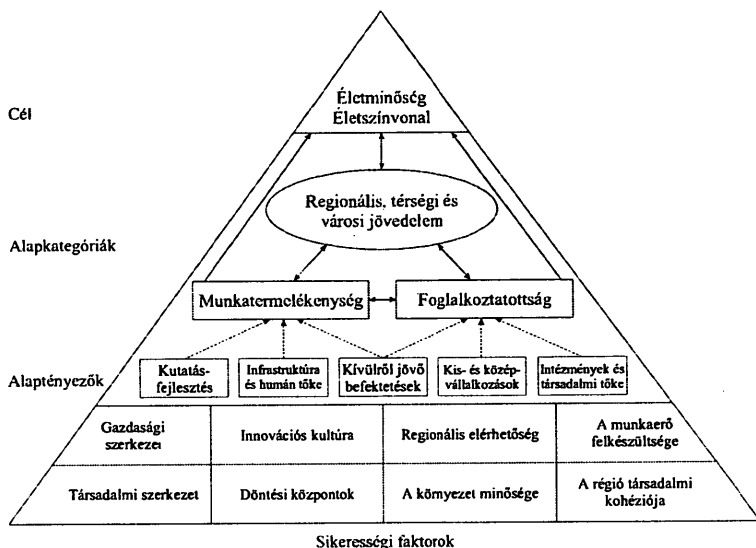 Életminőség
Életszínvonal
Cél
Regionális, térségi és
városi jövedelem
Alapkategóriák
Munkatermelékenység
Foglalkoztatottság
Kutatás-
fejlesztés
Infrastruktúra
és humán tőke
Kívülről jövő
befektetések
Kis- és közép-
vállalkozások
Intézmények és
társadalmi tőke
Alaptényezők
Gazdasági
szerkezet
Innovációs kultúra
Regionális elérhetőség
A munkaerő
felkészültsége
Társadalmi szerkezet
Döntési központok
A környezet minősége
A régió társadalmi
kohéziója
Sikerességi faktorok